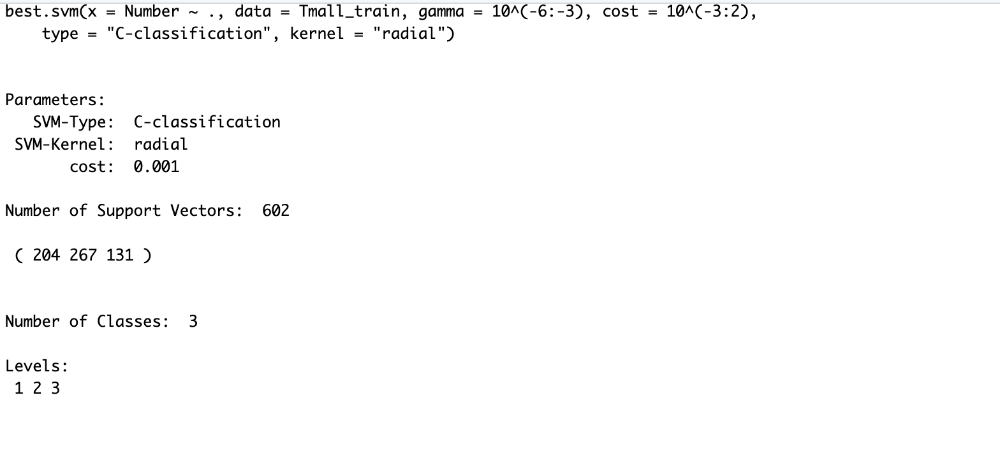 best.svm(x = Number ~ ., data = Tmall_train, gamma = 10^(-6:-3), cost = 10^(-3:2),
    type = "C-classification", kernel = "radial")
Parameters:
   SVM-Type:  C-classification
 SVM-Kernel:  radial
       cost:  0.001
Number of Support Vectors:  602
 ( 204 267 131 )
Number of Classes:  3
Levels:
 1 2 3